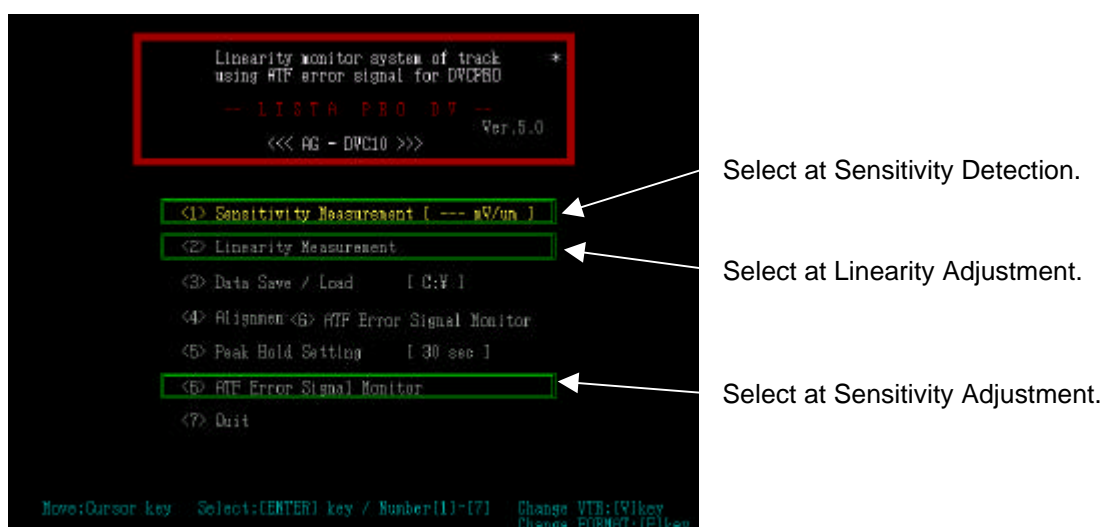 Linearity monitor system of track *
using ATF error signal for DVCPRO
-- LISTA PRO DV --
Ver.5.0
<<< AG - DVC10 >>>
Select at Sensitivity Detection.
<1> Sensitivity Measurement [ --- mV/um ]
<2> Linearity Measurement
Select at Linearity Adjustment.
<3> Data Save / Load [ C:¥ ]
<4> Alignmen <6> ATF Error Signal Monitor
<5> Peak Hold Setting [ 30 sec ]
<6> ATF Error Signal Monitor
Select at Sensitivity Adjustment.
<7> Quit
Move:Cursor key Select:[ENTER] key / Number[1]-[7] Change VTR:[V]key
Change FORMAT:[F]key